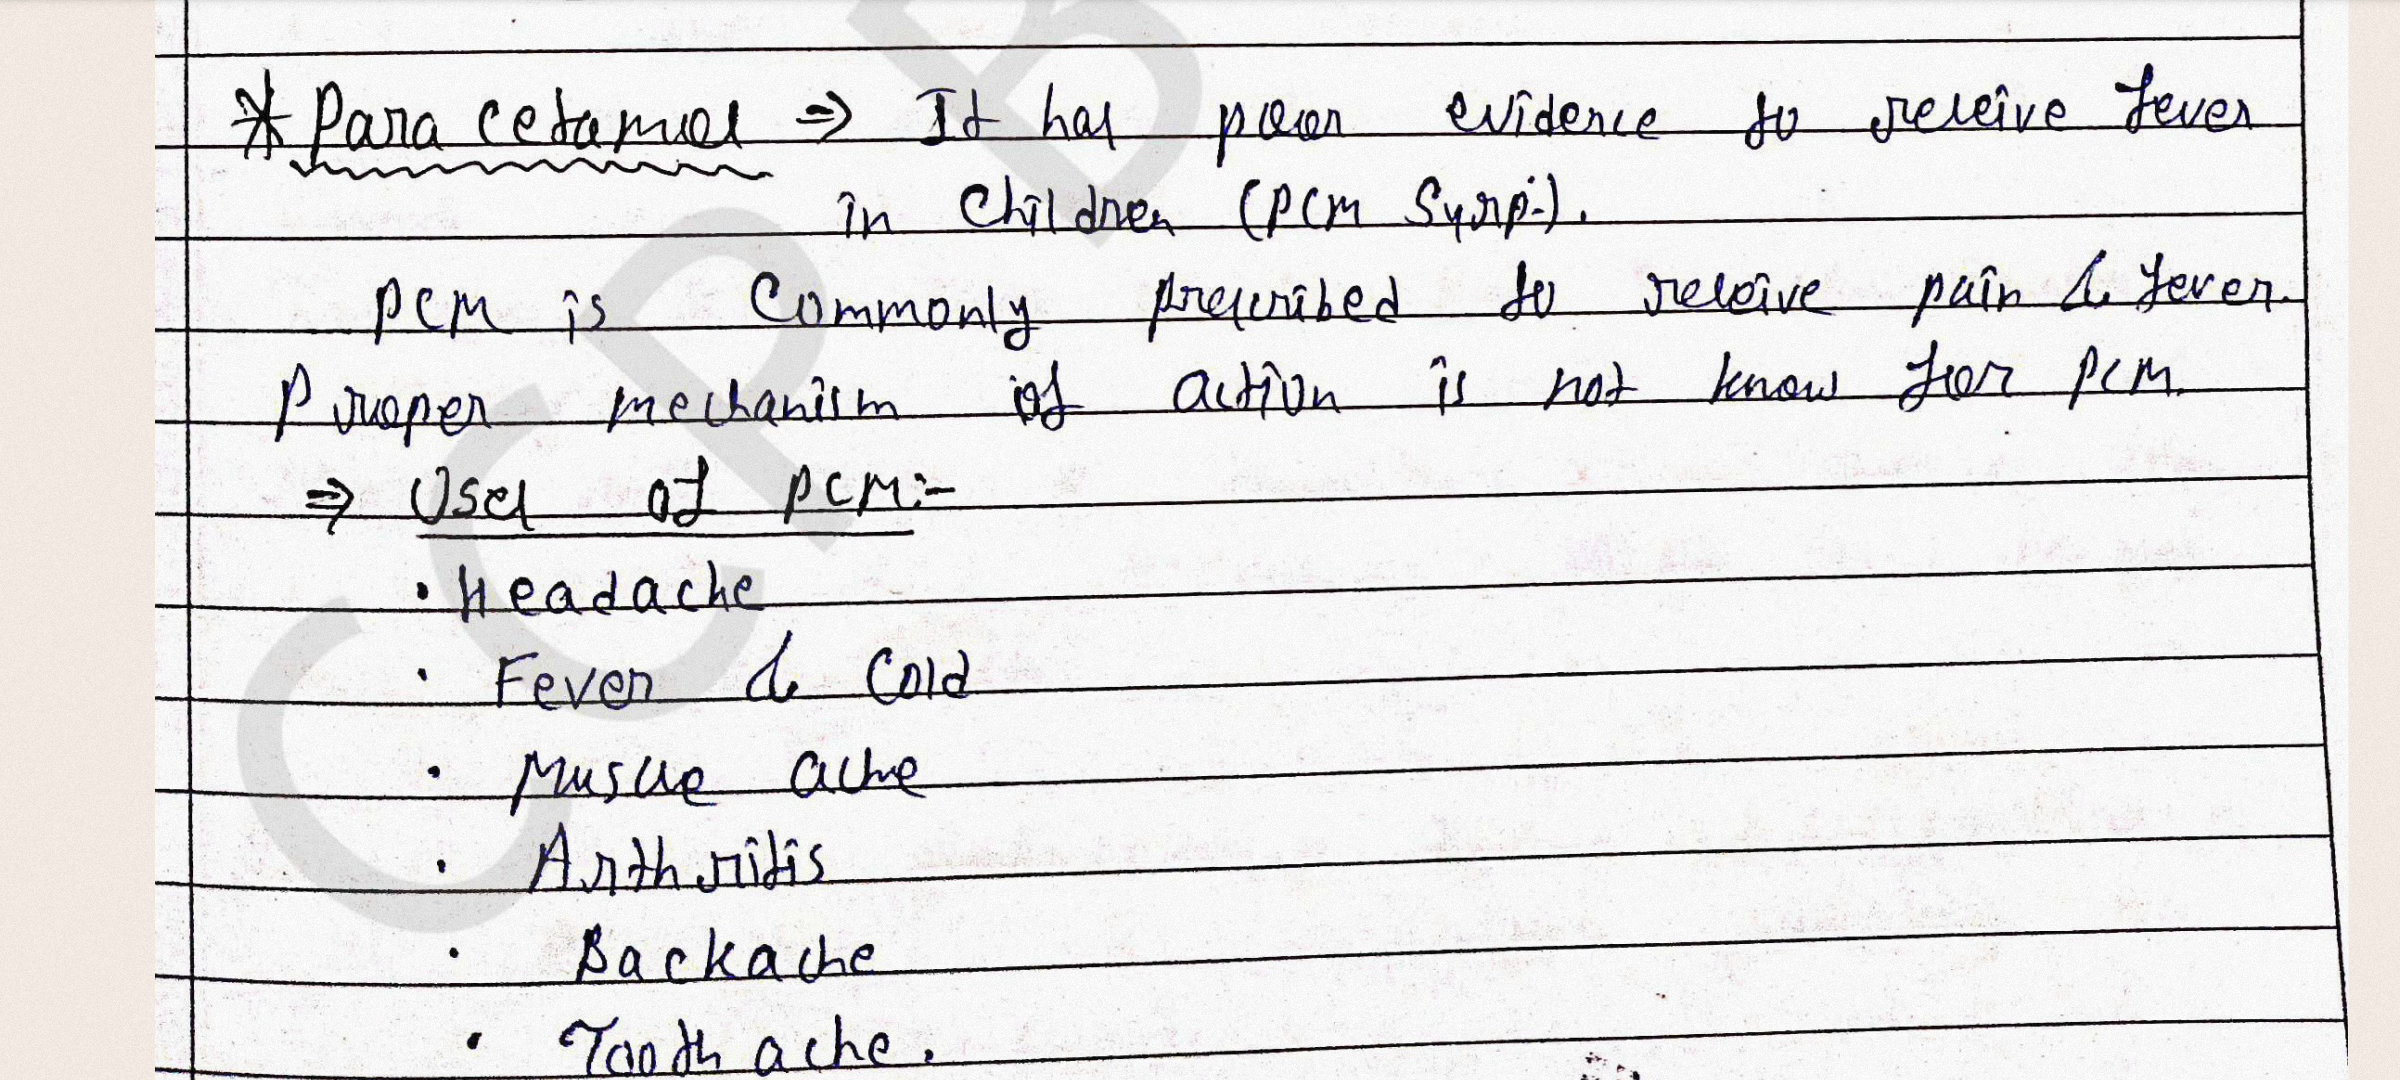 * Paracetamol ⇒ It has poor evidence to releive fever
in children (PCM Syrp.).
PCM is Commonly prescribed to releive pain & fever.
Proper mechanism of action is not know for PCM.
⇒ Uses of PCM:-
• Headache
• Fever & Cold
• Muscle ache
• Arthritis
• Backache
• Tooth ache.
CCP B